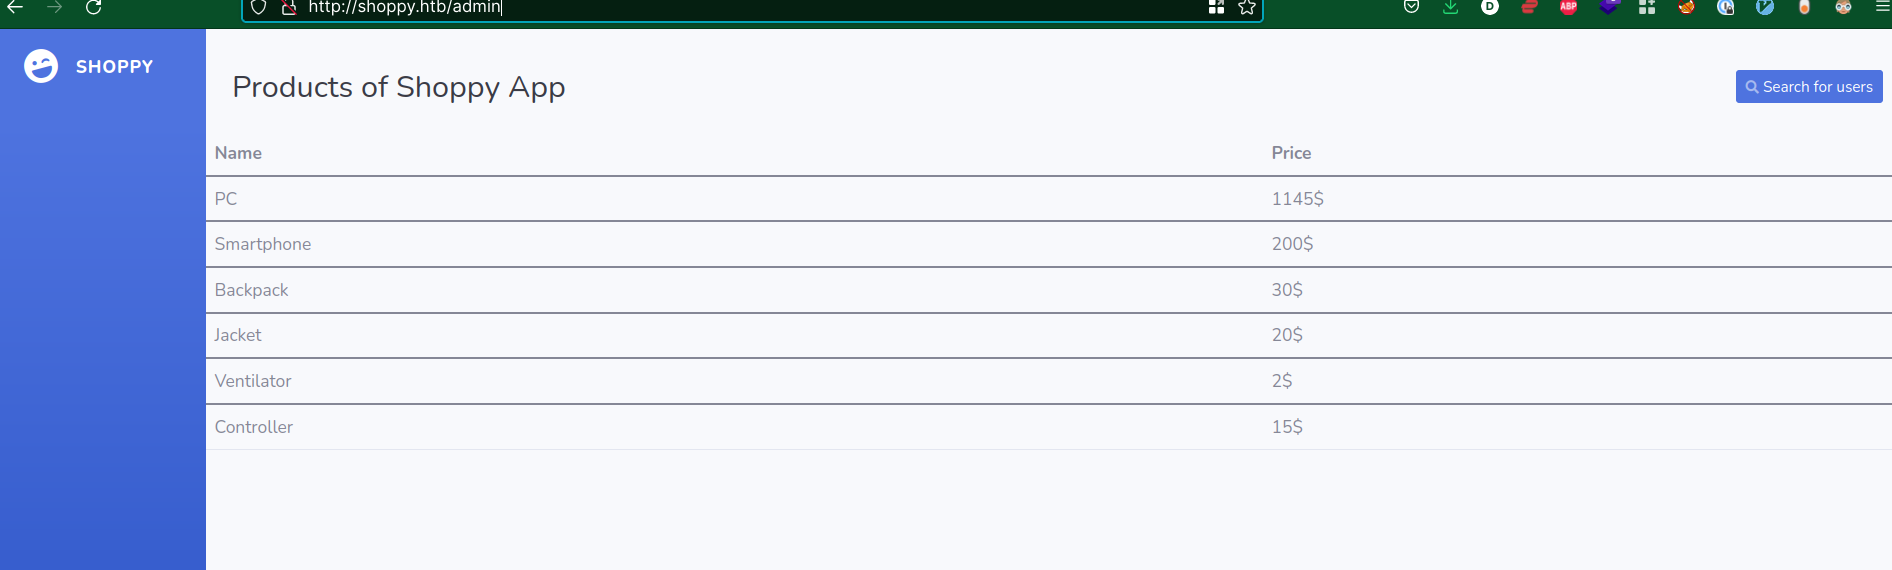 http://shoppy.htb/admin
D
ABP
SHOPPY
Products of Shoppy App
Search for users
Name Price
PC 1145$
Smartphone 200$
Backpack 30$
Jacket 20$
Ventilator 2$
Controller 15$